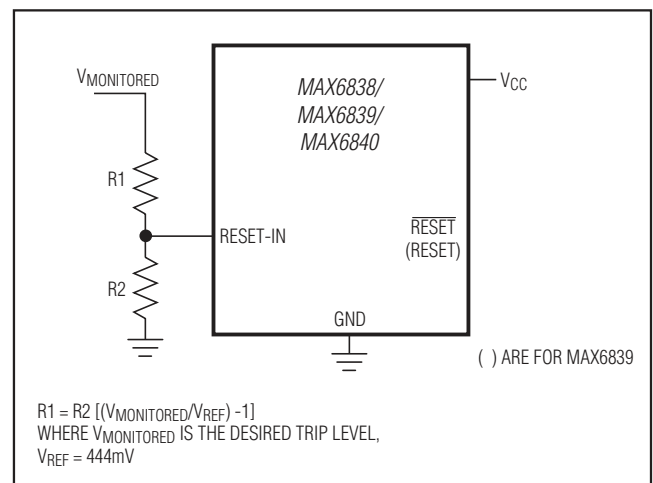 VMONITORED
MAX6838/
MAX6839/
MAX6840
VCC
R1
RESET-IN
RESET
(RESET)
R2
GND
( ) ARE FOR MAX6839
R1 = R2 [(VMONITORED/VREF) -1]
WHERE VMONITORED IS THE DESIRED TRIP LEVEL,
VREF = 444mV